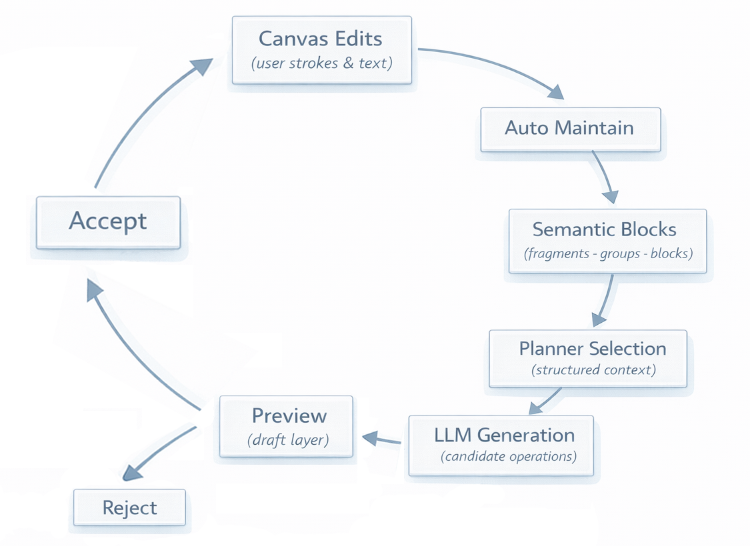 Canvas Edits
(user strokes & text)
Auto Maintain
Semantic Blocks
(fragments - groups - blocks)
Planner Selection
(structured context)
LLM Generation
(candidate operations)
Preview
(draft layer)
Accept
Reject